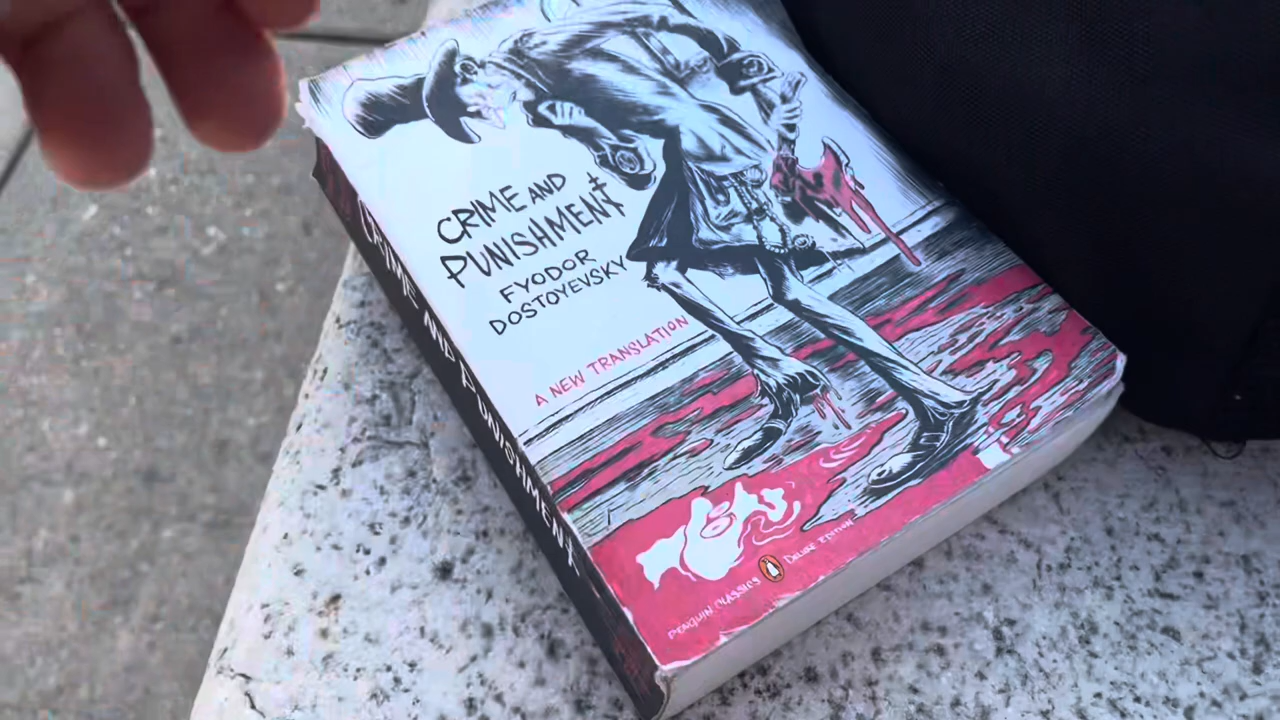 CRIME AND
PUNISHMENT
FYODOR
DOSTOYEVSKY
A NEW TRANSLATION
PENGUIN CLASSICS DELUXE EDITION
CRIME AND PUNISHMENT